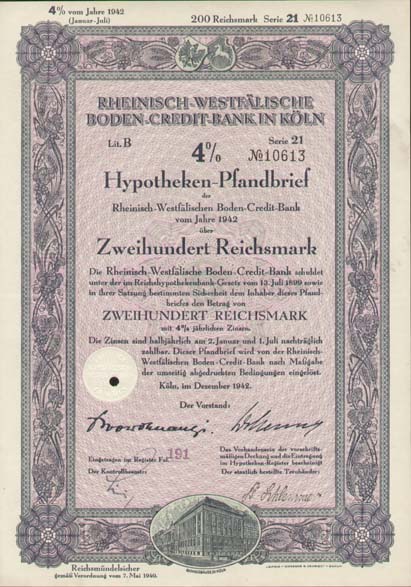 4% vom Jahre 1942
(Januar-Juli)
200 Reichsmark Serie 21 №10613
RHEINISCH-WESTFÄLISCHE
BODEN-CREDIT-BANK IN KÖLN
Lit. B 4% Serie 21
№10613
Hypotheken-Pfandbrief
der
Rheinisch-Westfälischen Boden-Credit-Bank
vom Jahre 1942
über
Zweihundert Reichsmark
Die Rheinisch-Westfälische Boden-Credit-Bank schuldet
unter der im Reichshypothekenbank-Gesetz vom 13. Juli 1899 sowie
in ihrer Satzung bestimmten Sicherheit dem Inhaber dieses Pfand-
briefes den Betrag von
ZWEIHUNDERT REICHSMARK
mit 4% jährlichen Zinsen.
Die Zinsen sind halbjährlich am 2. Januar und 1. Juli nachträglich
zahlbar. Dieser Pfandbrief wird von der Rheinisch-
Westfälischen Boden-Credit-Bank nach Maßgabe
der umseitig abgedruckten Bedingungen eingelöst.
Köln, im Dezember 1942.
Der Vorstand:
Eingetragen im Register Fol. 191
Der Kontrollbeamte:
Das Vorhandensein der vorschrifts-
mäßigen Deckung und die Eintragung
im Hypotheken-Register bescheinigt
Der staatlich bestellte Treuhänder:
Reichsmündelsicher
gemäß Verordnung vom 7. Mai 1940.